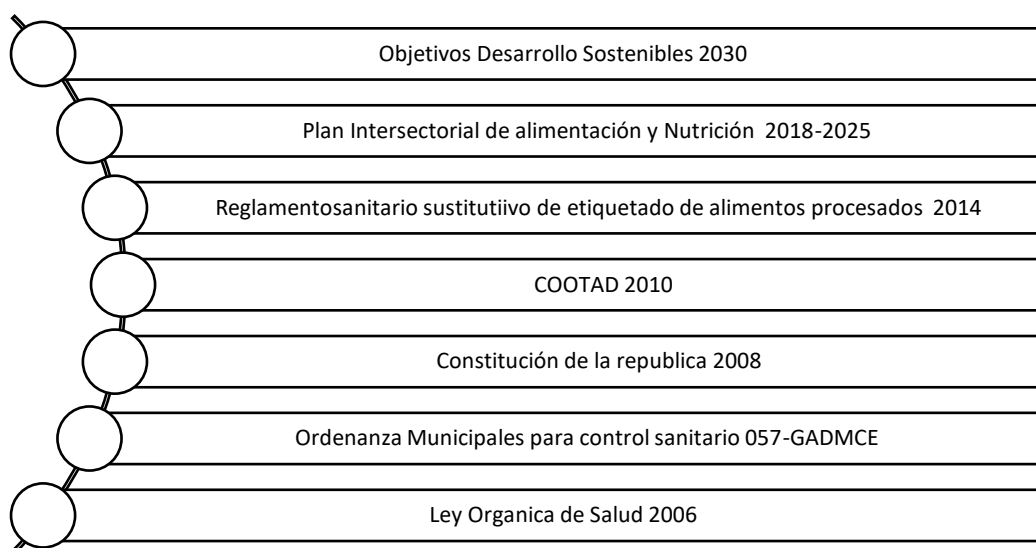 Objetivos Desarrollo Sostenibles 2030
Plan Intersectorial de alimentación y Nutrición 2018-2025
Reglamentosanitario sustitutiivo de etiquetado de alimentos procesados 2014
COOTAD 2010
Constitución de la republica 2008
Ordenanza Municipales para control sanitario 057-GADMCE
Ley Organica de Salud 2006